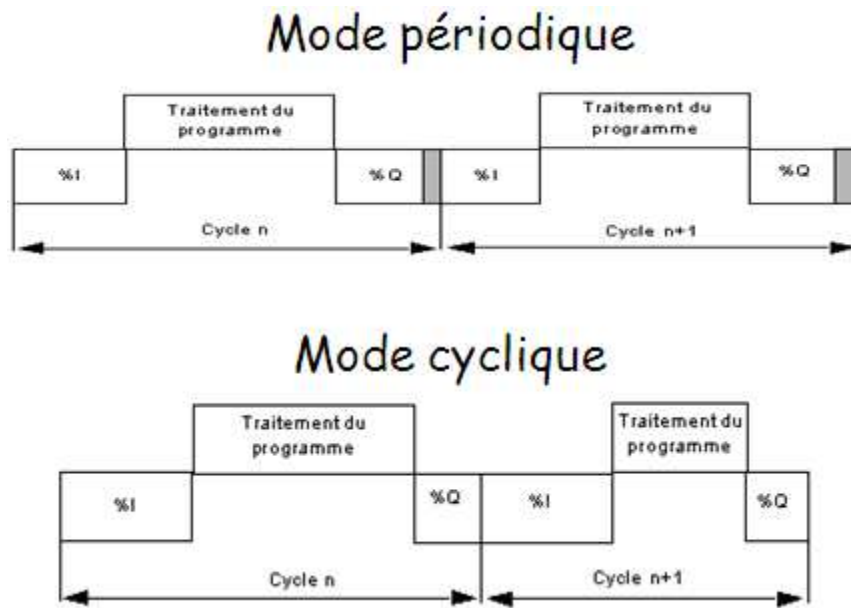 Mode périodique
Traitement du
programme
Traitement du
programme
%I
%Q
%I
%Q
Cycle n
Cycle n+1
Mode cyclique
Traitement du
programme
Traitement du
programme
%I
%Q
%I
%Q
Cycle n
Cycle n+1